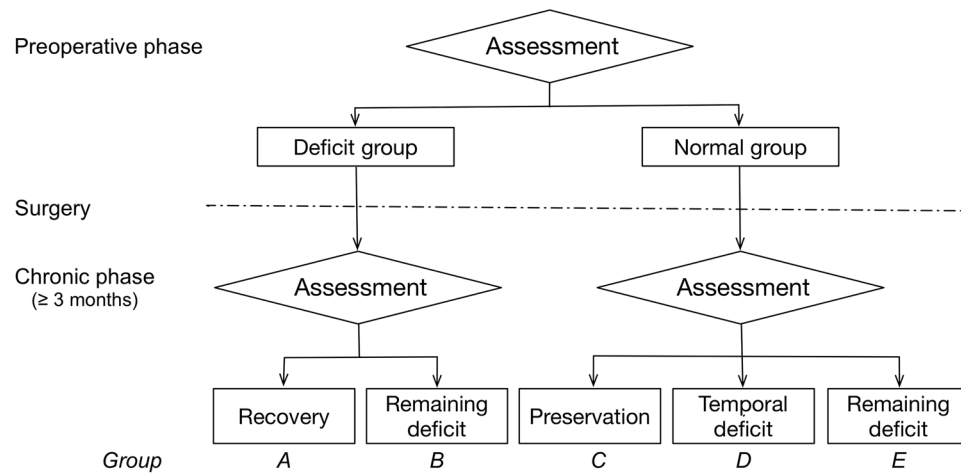 Preoperative phase
Assessment
Deficit group
Normal group
Surgery
Chronic phase
(≥ 3 months)
Assessment
Assessment
Recovery
Remaining
deficit
Preservation
Temporal
deficit
Remaining
deficit
Group
A
B
C
D
E